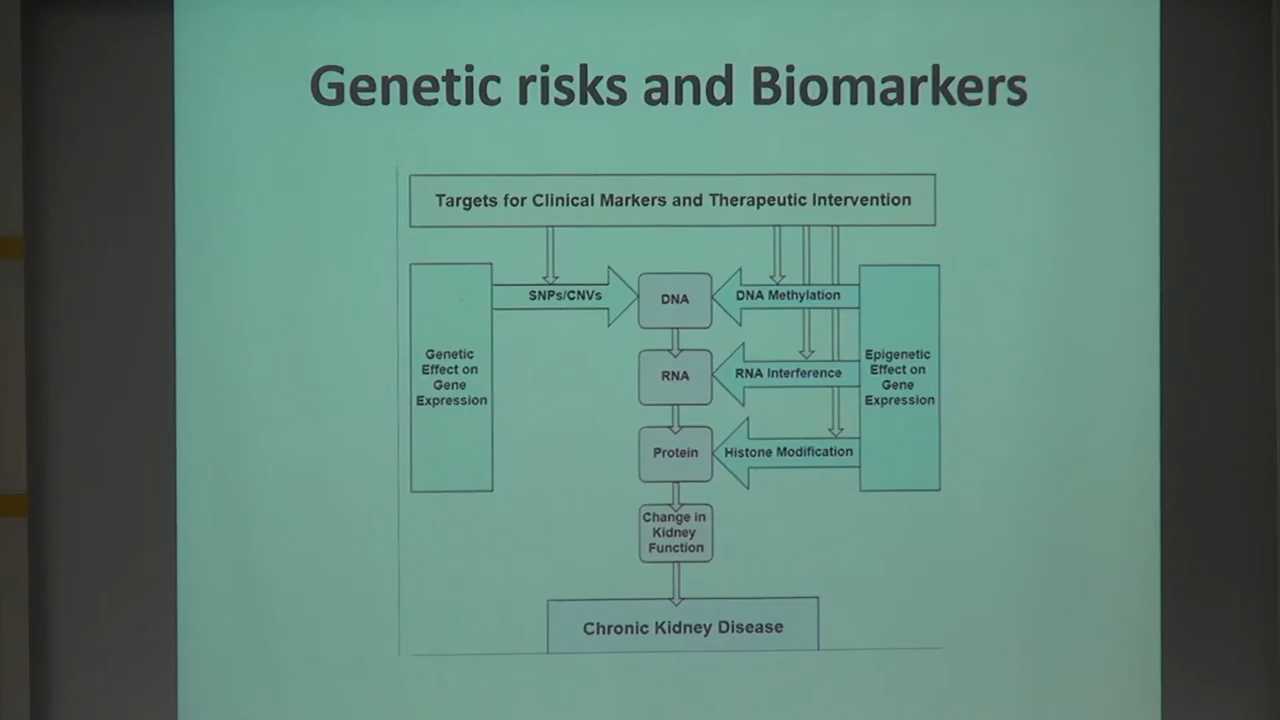 Genetic risks and Biomarkers
Targets for Clinical Markers and Therapeutic Intervention
SNPs/CNVs
DNA
DNA Methylation
Genetic
Effect on
Gene
Expression
RNA
RNA Interference
Epigenetic
Effect on
Gene
Expression
Protein
Histone Modification
Change in
Kidney
Function
Chronic Kidney Disease